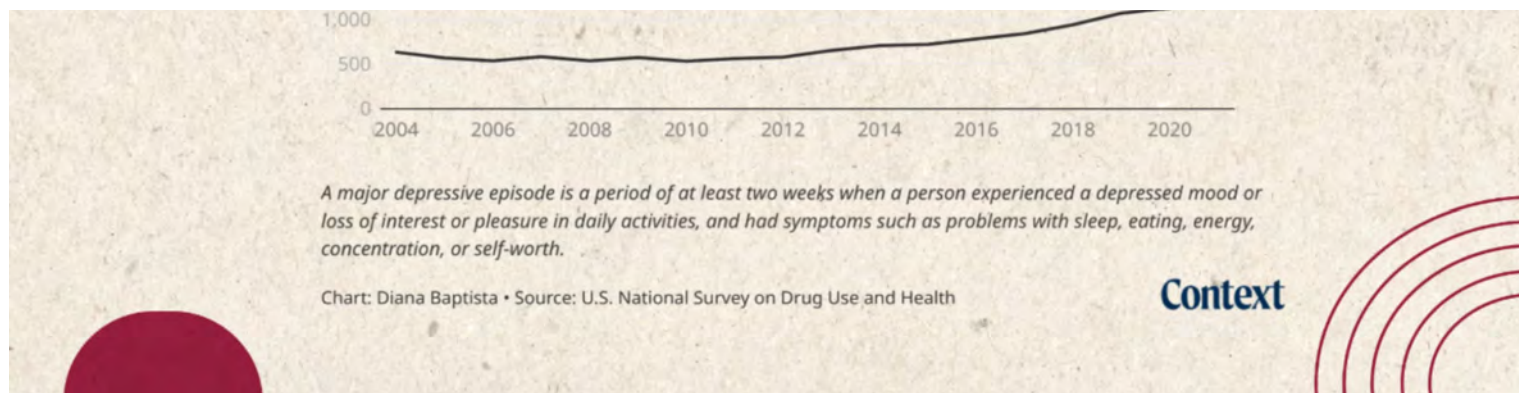 1,000
500
0
2004 2006 2008 2010 2012 2014 2016 2018 2020
A major depressive episode is a period of at least two weeks when a person experienced a depressed mood or
loss of interest or pleasure in daily activities, and had symptoms such as problems with sleep, eating, energy,
concentration, or self-worth.
Chart: Diana Baptista • Source: U.S. National Survey on Drug Use and Health
Context